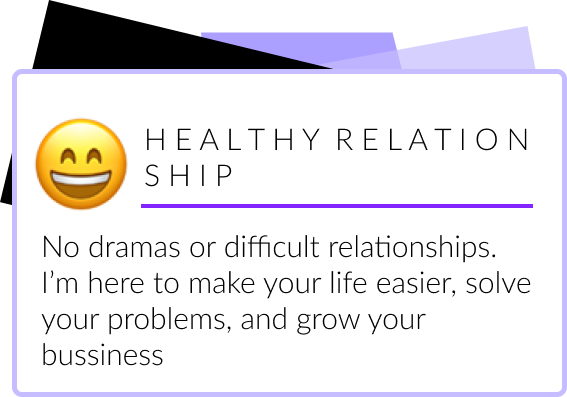 HEALTHY RELATION
SHIP
No dramas or difficult relationships.
I’m here to make your life easier, solve
your problems, and grow your
bussiness